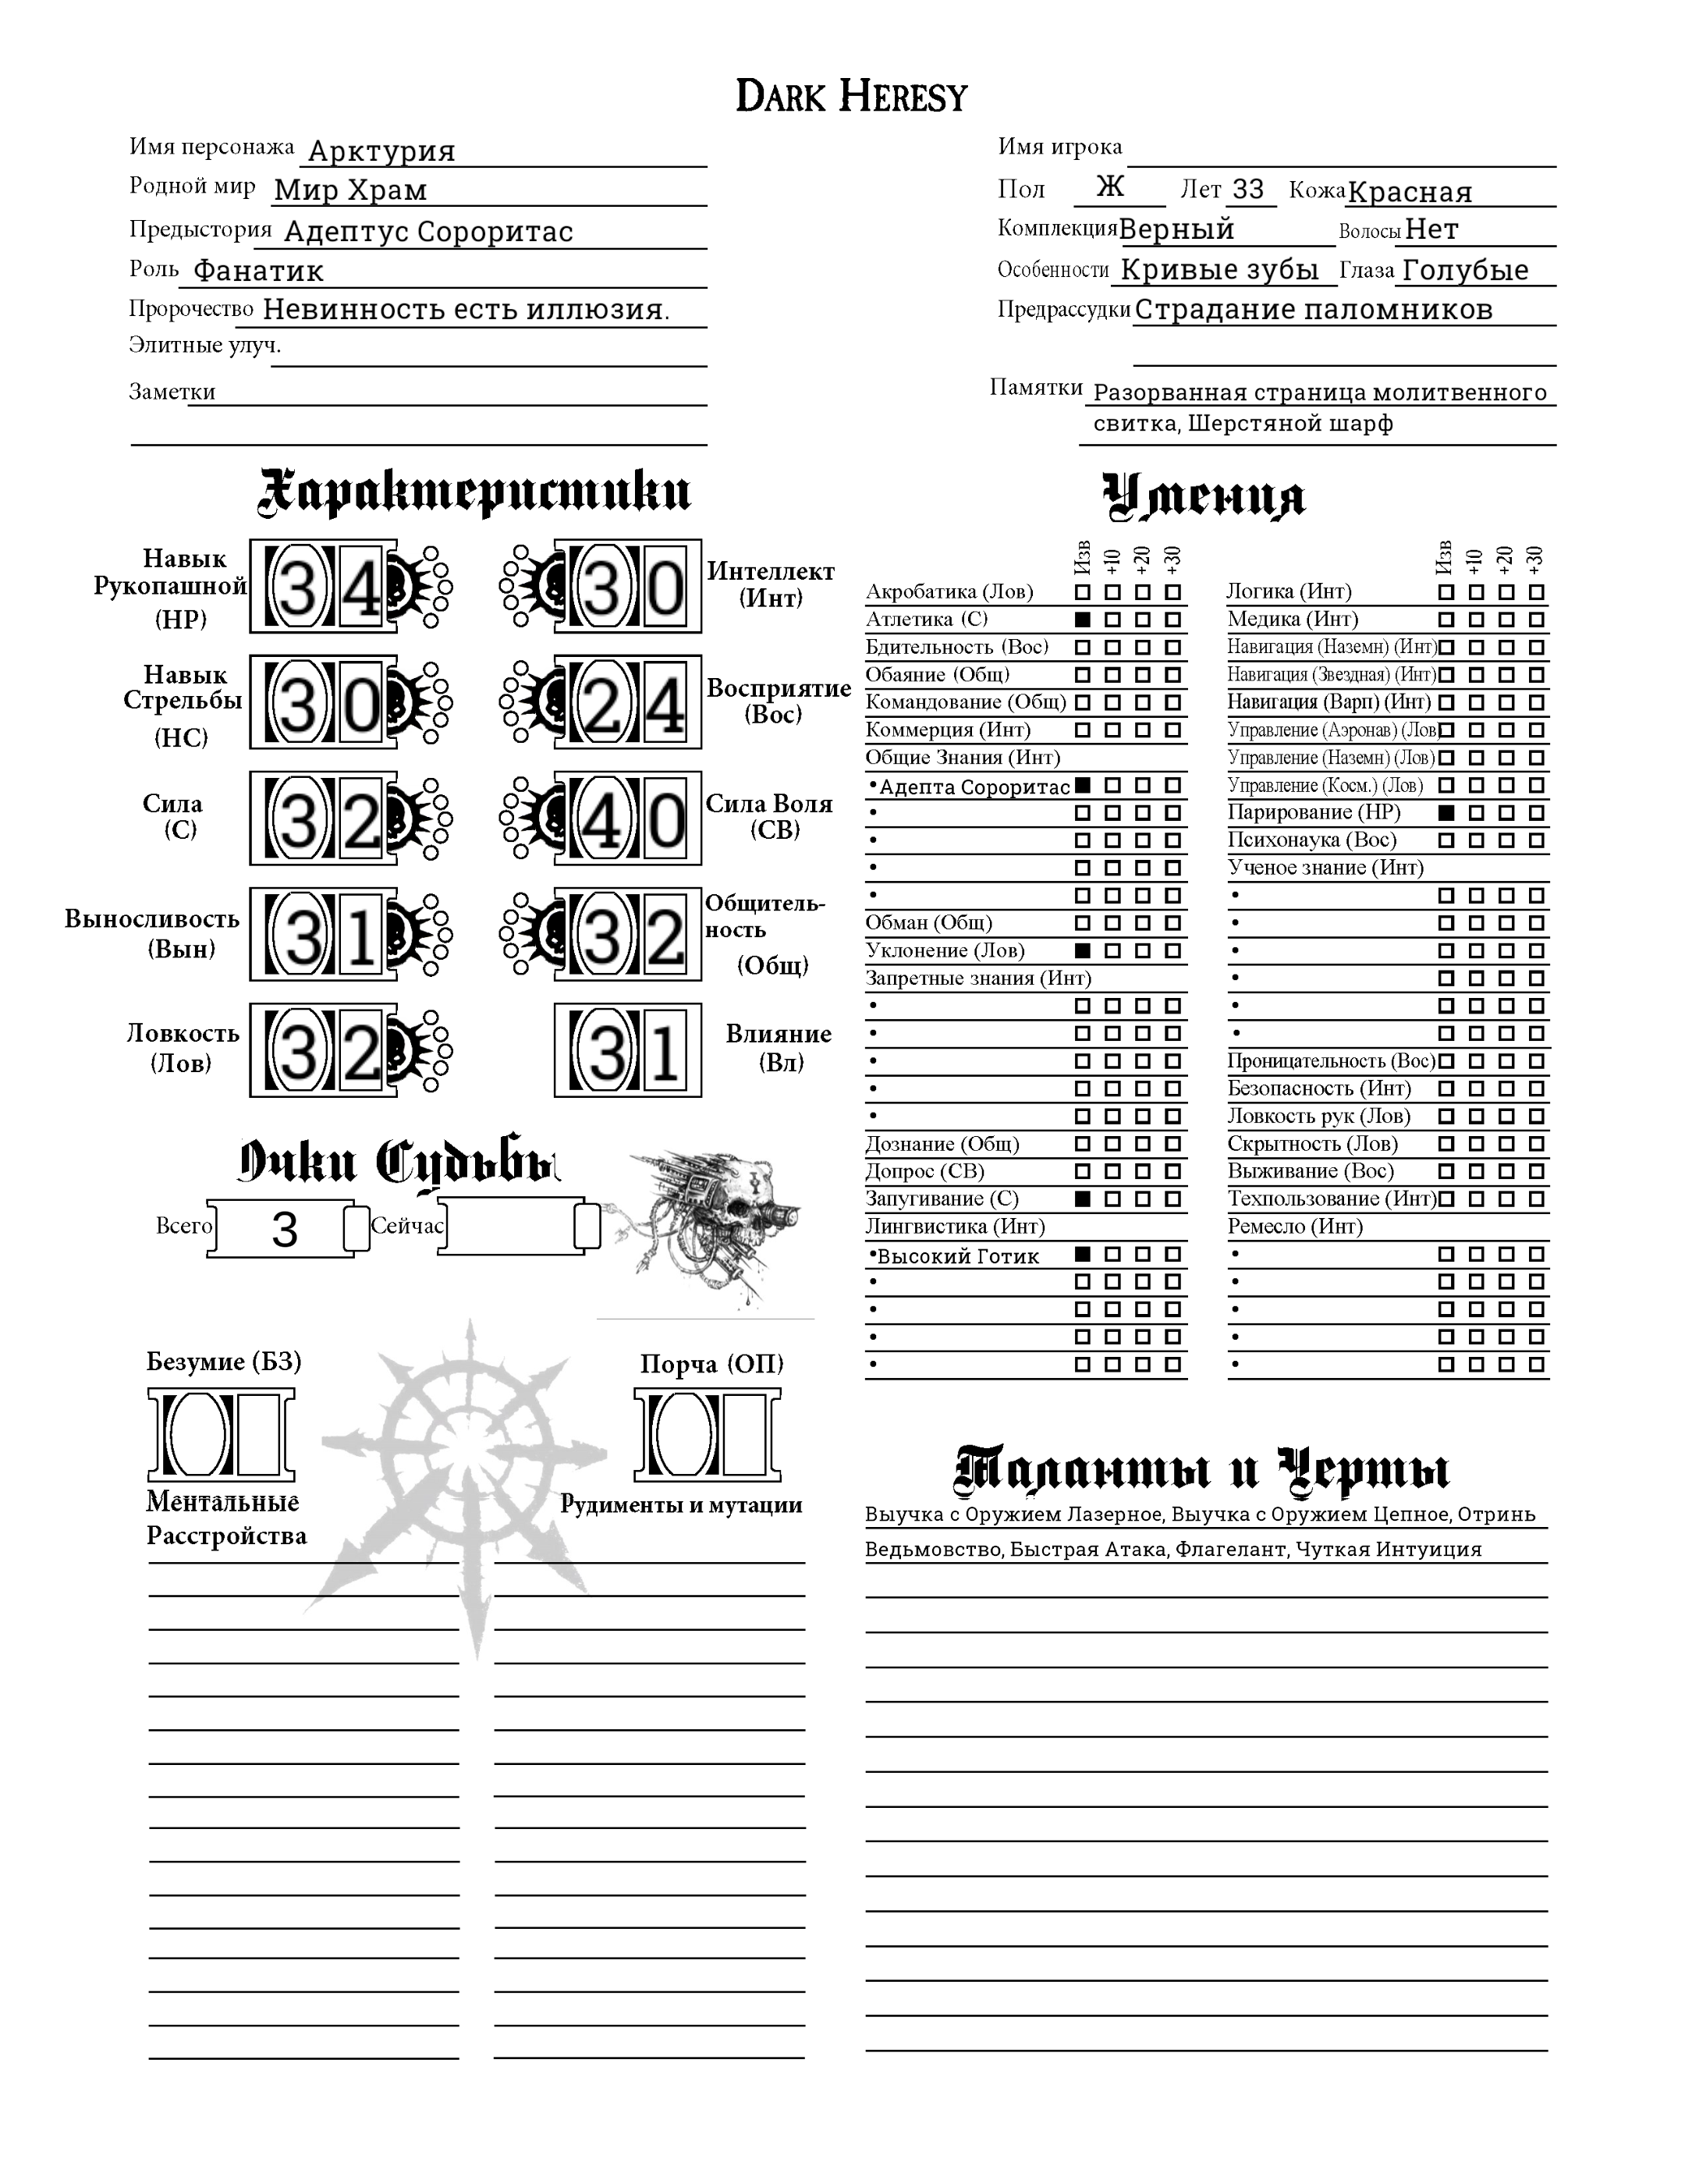 DARK HERESY
Имя персонажа Арктурия
Родной мир Мир Храм
Предыстория Адептус Сороритас
Роль Фанатик
Пророчество Невинность есть иллюзия.
Элитные улуч.
Заметки
Имя игрока
Пол Ж Лет 33 Кожа Красная
Комплекция Верный Волосы Нет
Особенности Кривые зубы Глаза Голубые
Предрассудки Страдание паломников
Памятки Разорванная страница молитвенного
свитка, Шерстяной шарф
Характеристики
Навык
Рукопашной
(НР)
34
30
Интеллект
(Инт)
Навык
Стрельбы
(НС)
30
24
Восприятие
(Вос)
Сила
(С)
32
40
Сила Воля
(СВ)
Выносливость
(Вын)
31
32
Общитель-
ность
(Общ)
Ловкость
(Лов)
32
31
Влияние
(Вл)
Очки Судьбы
Всего 3 Сейчас
Безумие (БЗ)
Порча (ОП)
Ментальные
Расстройства
Рудименты и мутации
Умения
Изв +10 +20 +30
Акробатика (Лов)
Атлетика (С)
Бдительность (Вос)
Обаяние (Общ)
Командование (Общ)
Коммерция (Инт)
Общие Знания (Инт)
•Адепта Сороритас
•
•
•
•
Обман (Общ)
Уклонение (Лов)
Запретные знания (Инт)
•
•
•
•
•
Дознание (Общ)
Допрос (СВ)
Запугивание (С)
Лингвистика (Инт)
•Высокий Готик
•
•
•
•
Изв +10 +20 +30
Логика (Инт)
Медика (Инт)
Навигация (Наземн) (Инт)
Навигация (Звездная) (Инт)
Навигация (Варп) (Инт)
Управление (Аэронав) (Лов)
Управление (Наземн) (Лов)
Управление (Косм.) (Лов)
Парирование (НР)
Психонаука (Вос)
Ученое знание (Инт)
•
•
•
•
•
•
Проницательность (Вос)
Безопасность (Инт)
Ловкость рук (Лов)
Скрытность (Лов)
Выживание (Вос)
Техпользование (Инт)
Ремесло (Инт)
•
•
•
•
•
Таланты и Черты
Выучка с Оружием Лазерное, Выучка с Оружием Цепное, Отринь
Ведьмовство, Быстрая Атака, Флагелант, Чуткая Интуиция